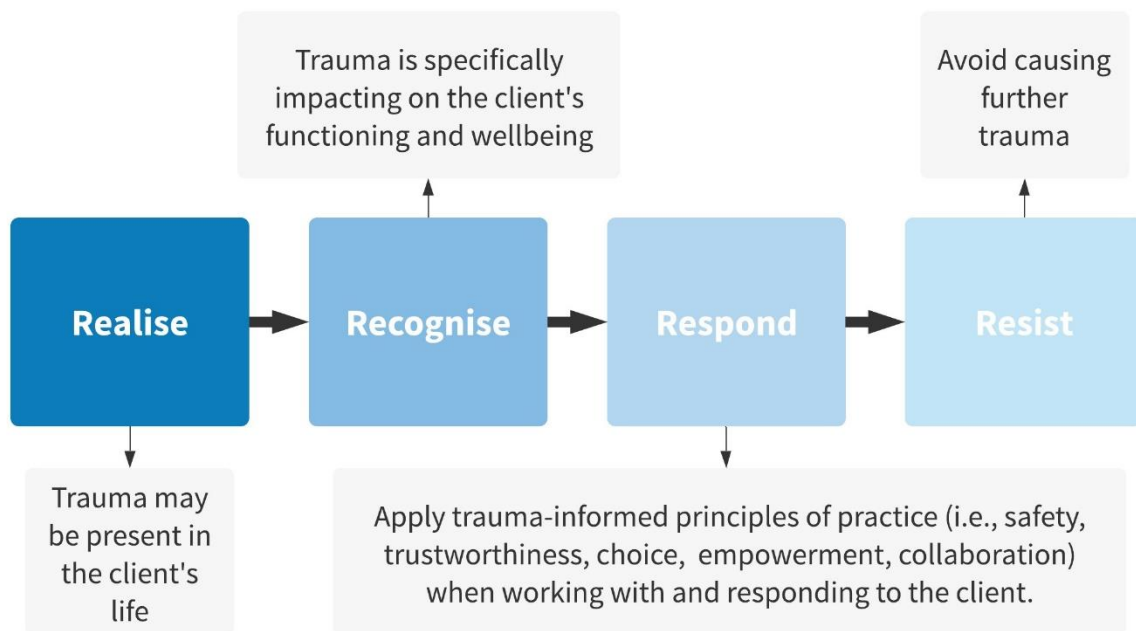 Trauma is specifically
impacting on the client's
functioning and wellbeing
Avoid causing
further
trauma
Realise
Recognise
Respond
Resist
Trauma may
be present in
the client's
life
Apply trauma-informed principles of practice (i.e., safety,
trustworthiness, choice, empowerment, collaboration)
when working with and responding to the client.